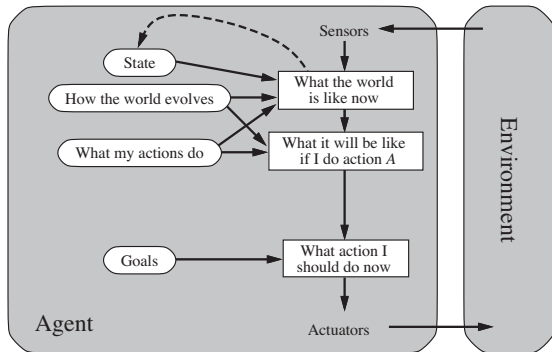 Sensors
State
What the world
is like now
How the world evolves
What my actions do
What it will be like
if I do action A
Goals
What action I
should do now
Agent
Actuators
Environment